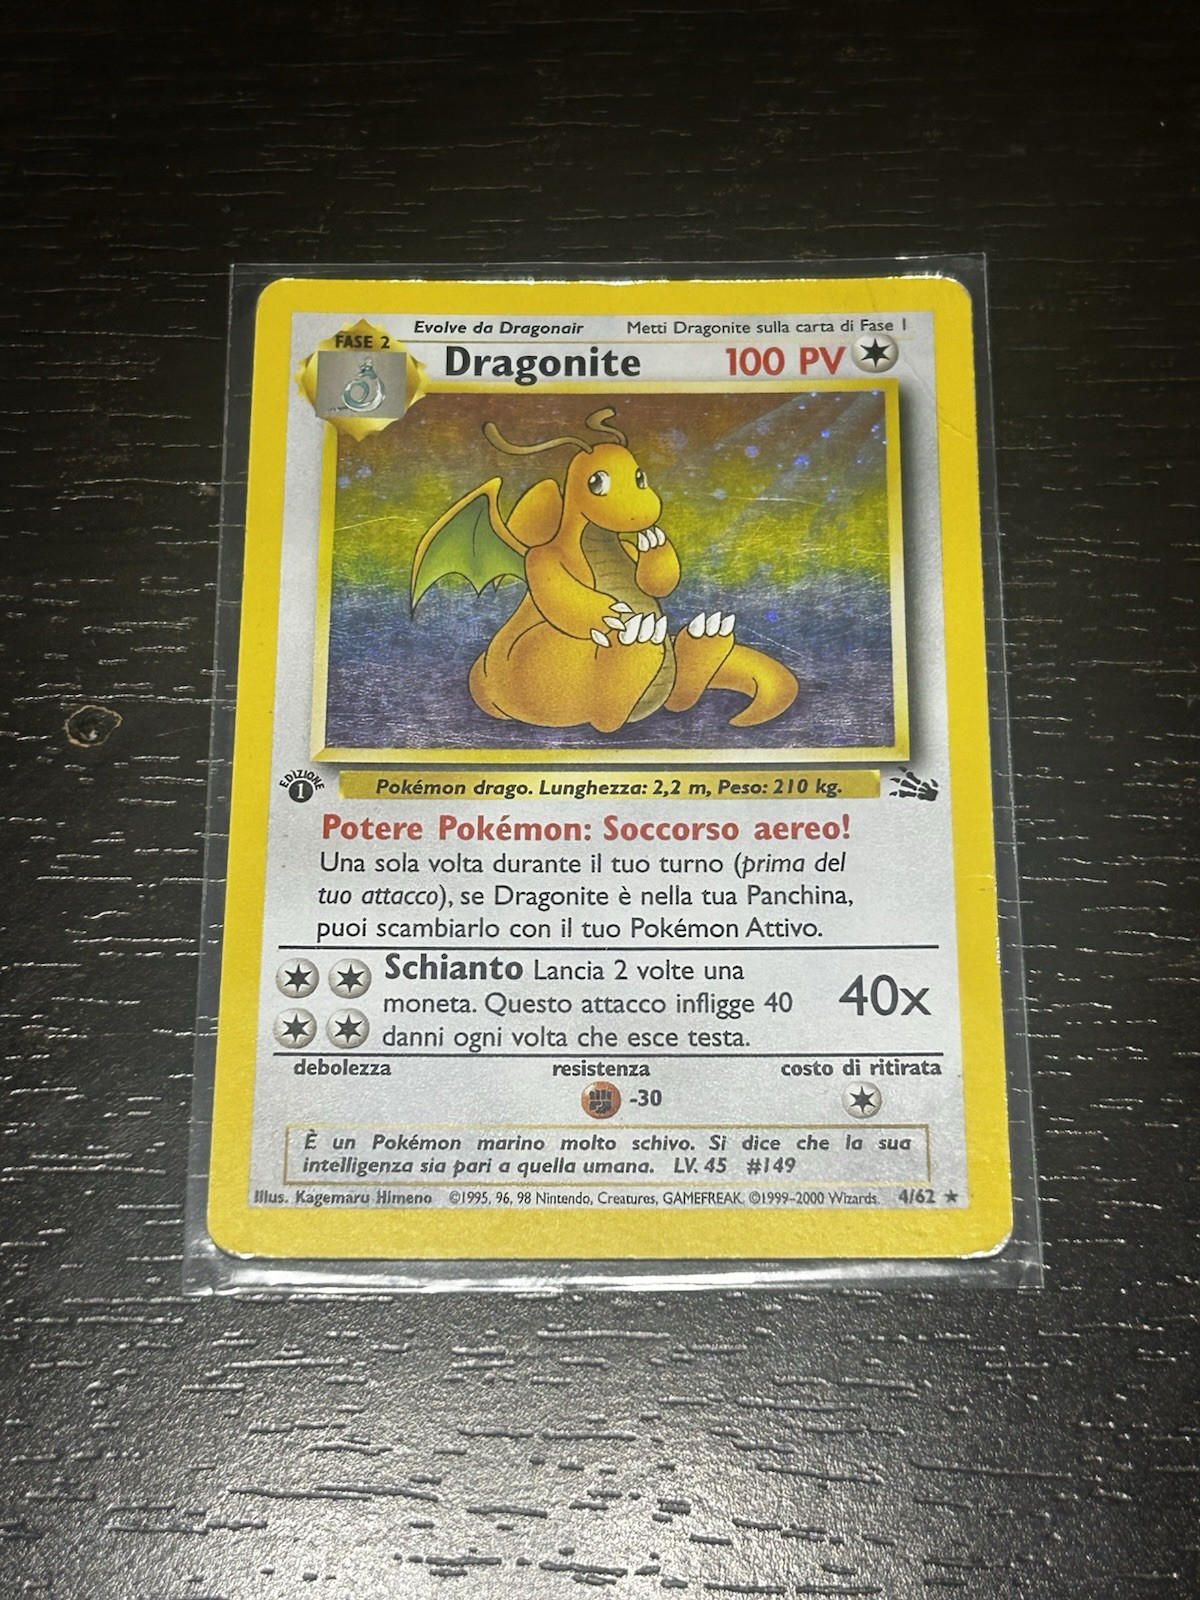 Evolve da Dragonair Metti Dragonite sulla carta di Fase 1
FASE 2
Dragonite 100 PV
EDIZIONE
1
Pokémon drago. Lunghezza: 2,2 m, Peso: 210 kg.
Potere Pokémon: Soccorso aereo!
Una sola volta durante il tuo turno (prima del
tuo attacco), se Dragonite è nella tua Panchina,
puoi scambiarlo con il tuo Pokémon Attivo.
Schianto Lancia 2 volte una
moneta. Questo attacco infligge 40
danni ogni volta che esce testa.
40x
debolezza resistenza costo di ritirata
-30
È un Pokémon marino molto schivo. Si dice che la sua
intelligenza sia pari a quella umana. LV. 45 #149
Illus. Kagemaru Himeno ©1995, 96, 98 Nintendo, Creatures, GAMEFREAK. ©1999-2000 Wizards. 4/62 ★